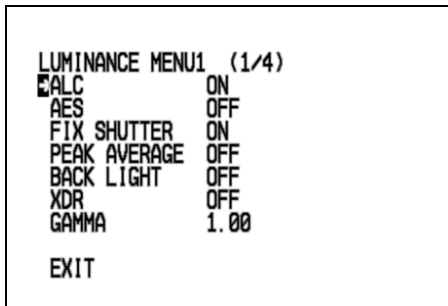 LUMINANCE MENU1 (1/4)
ALC ON
AES OFF
FIX SHUTTER ON
PEAK AVERAGE OFF
BACK LIGHT OFF
XDR OFF
GAMMA 1.00
EXIT